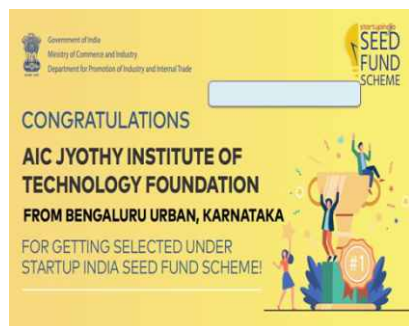 Government of India
Ministry of Commerce and Industry
Department for Promotion of Industry and Internal Trade
startupindia
SEED
FUND
SCHEME
CONGRATULATIONS
AIC JYOTHY INSTITUTE OF
TECHNOLOGY FOUNDATION
FROM BENGALURU URBAN, KARNATAKA
FOR GETTING SELECTED UNDER
STARTUP INDIA SEED FUND SCHEME!
#1